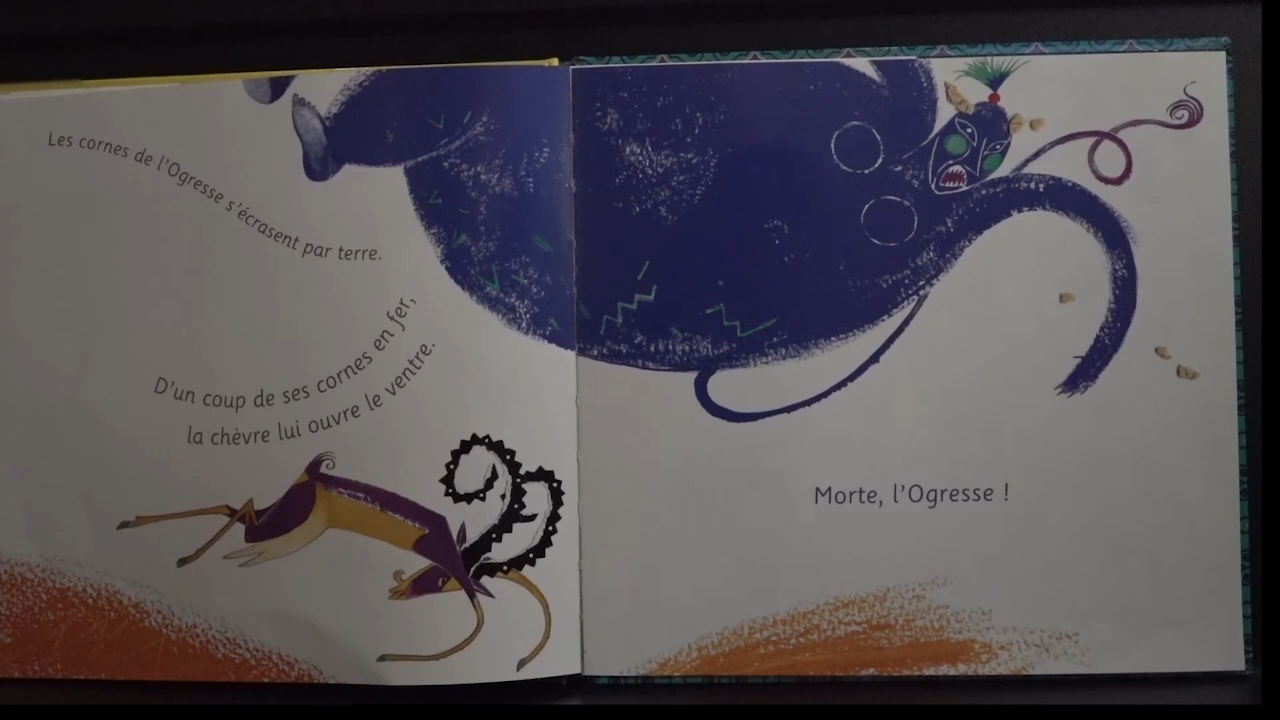 Les cornes de l'Ogresse s'écrasent par terre.
D'un coup de ses cornes en fer,
la chèvre lui ouvre le ventre.
Morte, l'Ogresse !